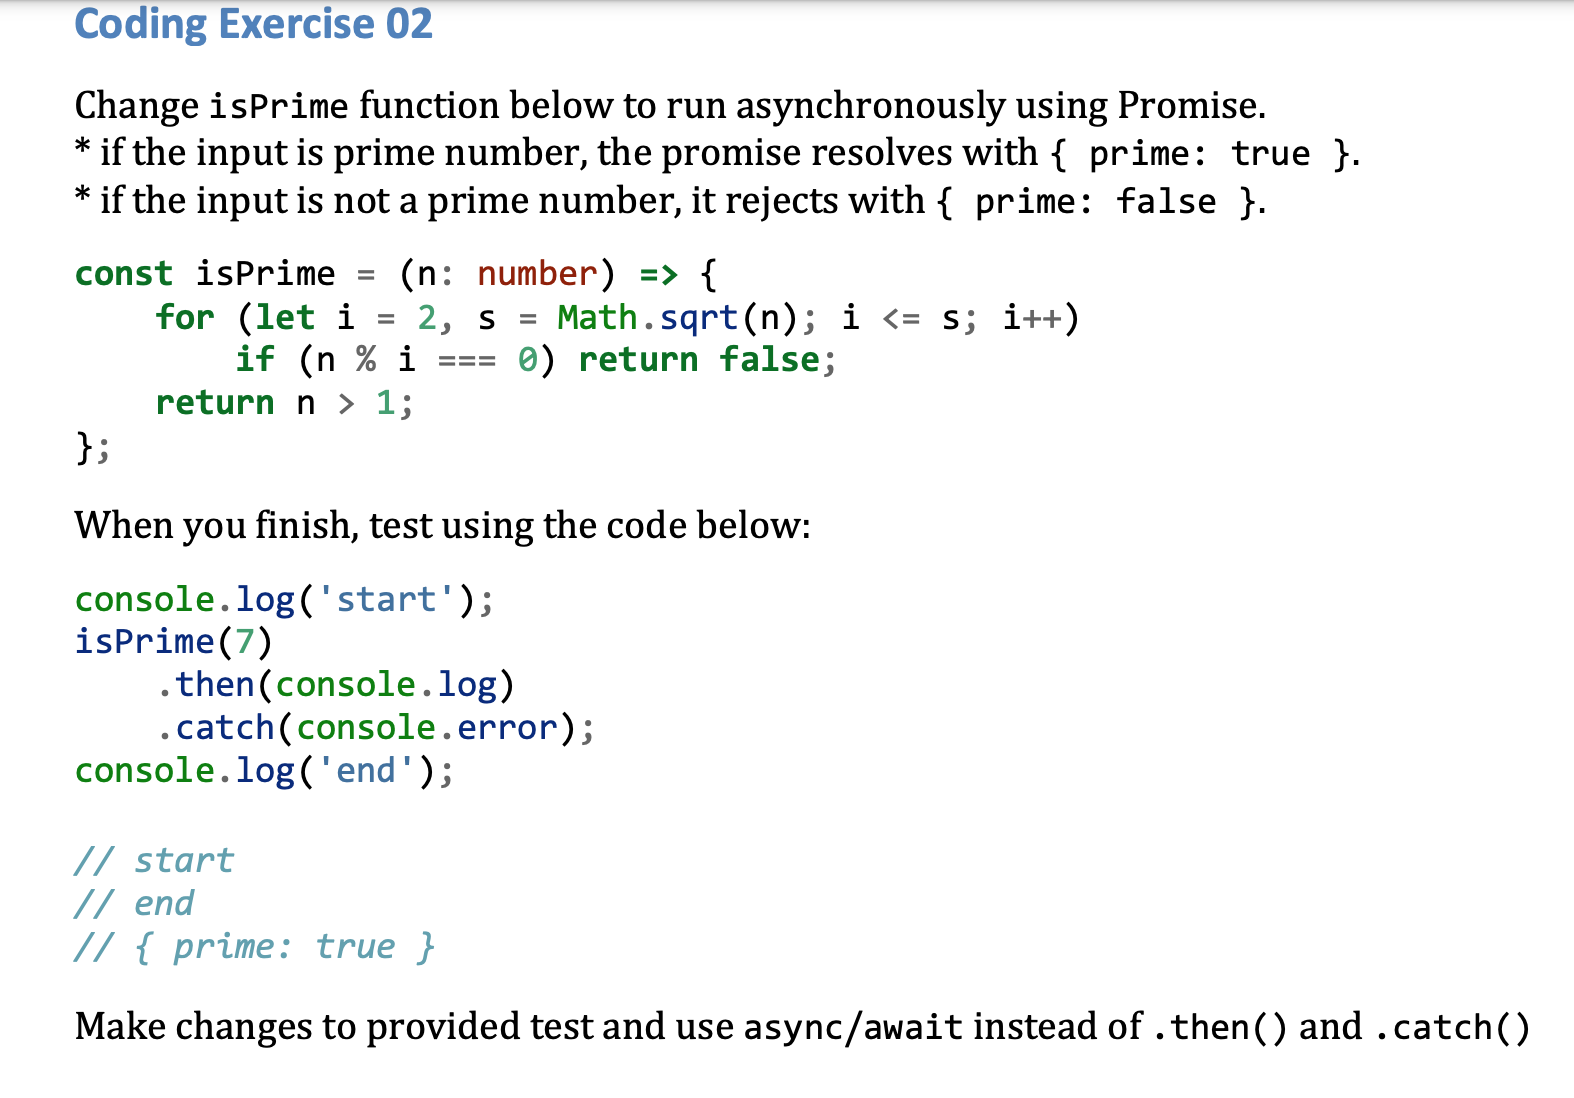 Coding Exercise 02
Change isPrime function below to run asynchronously using Promise.
* if the input is prime number, the promise resolves with { prime: true }.
* if the input is not a prime number, it rejects with { prime: false }.
const isPrime = (n: number) => {
    for (let i = 2, s = Math.sqrt(n); i <= s; i++)
        if (n % i === 0) return false;
    return n > 1;
};
When you finish, test using the code below:
console.log('start');
isPrime(7)
    .then(console.log)
    .catch(console.error);
console.log('end');
// start
// end
// { prime: true }
Make changes to provided test and use async/await instead of .then() and .catch()